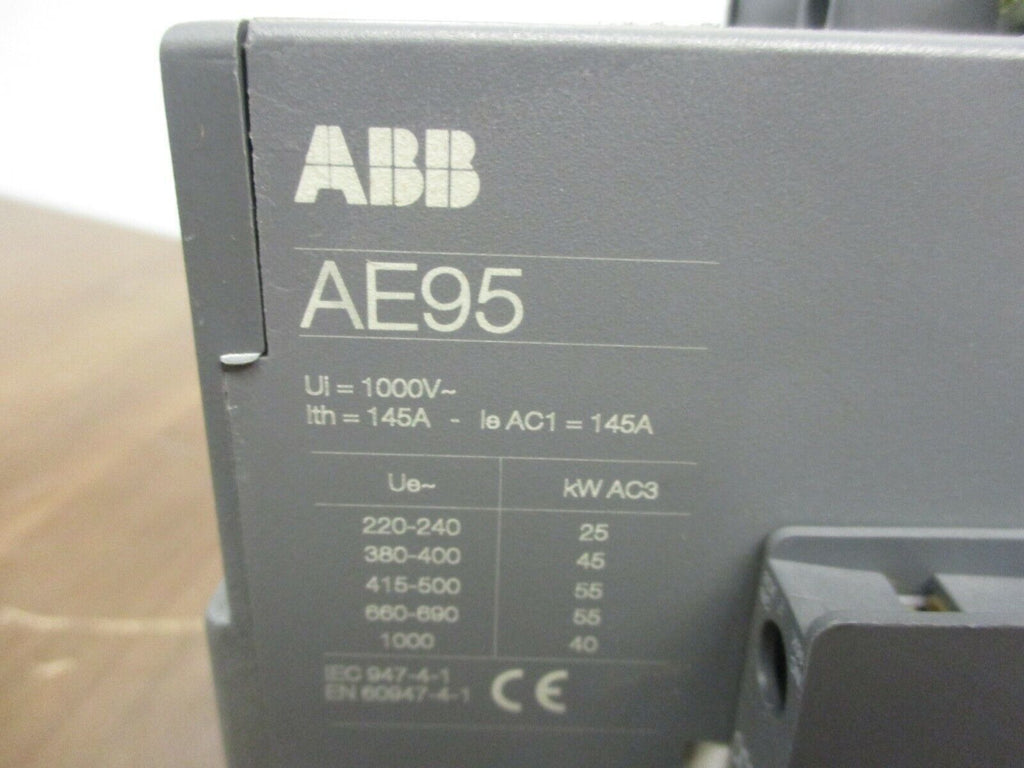 ABB
AE95
Ui = 1000V~
Ith = 145A - Ie AC1 = 145A
Ue~ kW AC3
220-240 25
380-400 45
415-500 55
660-690 55
1000 40
IEC 947-4-1
EN 60947-4-1 CE